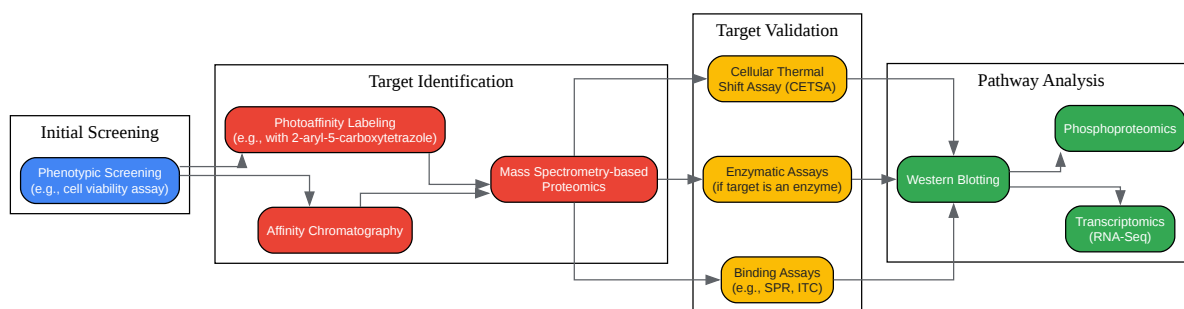 Initial Screening
Phenotypic Screening
(e.g., cell viability assay)
Target Identification
Photoaffinity Labeling
(e.g., with 2-aryl-5-carboxytetrazole)
Affinity Chromatography
Mass Spectrometry-based
Proteomics
Target Validation
Cellular Thermal
Shift Assay (CETSA)
Enzymatic Assays
(if target is an enzyme)
Binding Assays
(e.g., SPR, ITC)
Pathway Analysis
Western Blotting
Phosphoproteomics
Transcriptomics
(RNA-Seq)